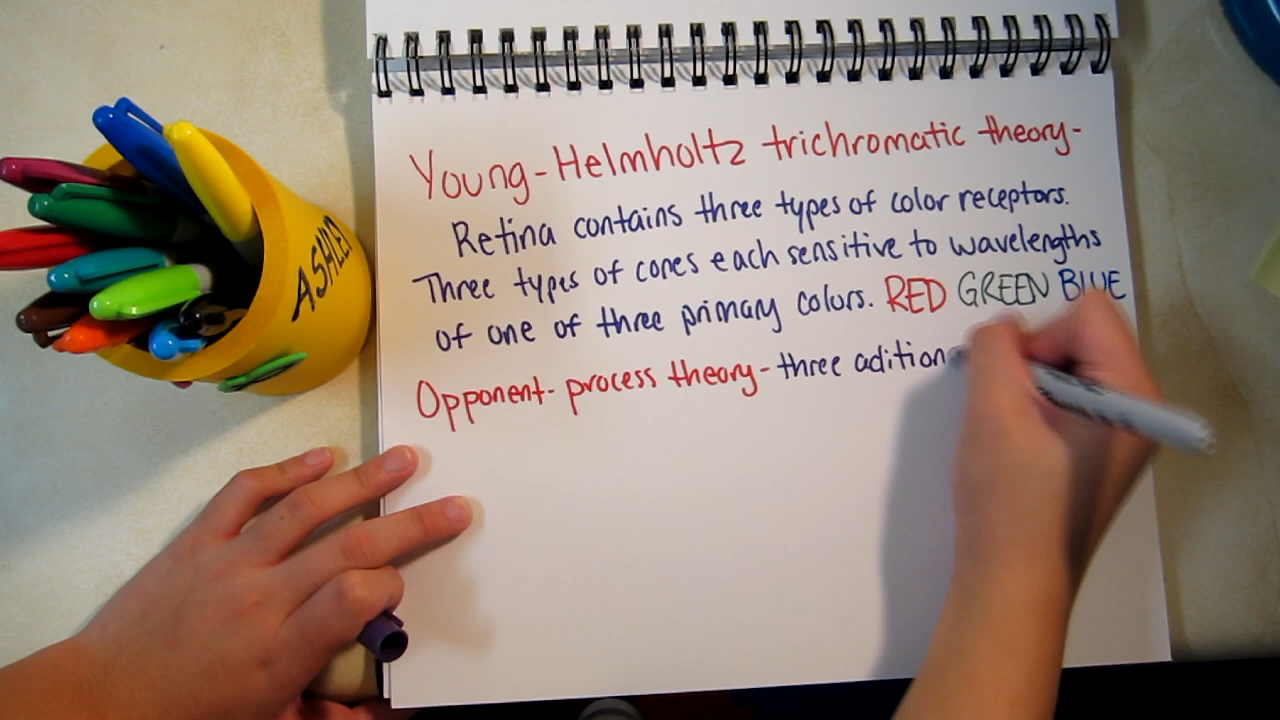 ASHLEY
Young-Helmholtz trichromatic theory-
Retina contains three types of color receptors.
Three types of cones each sensitive to wavelengths
of one of three primary colors. RED GREEN BLUE
Opponent-process theory-three adition